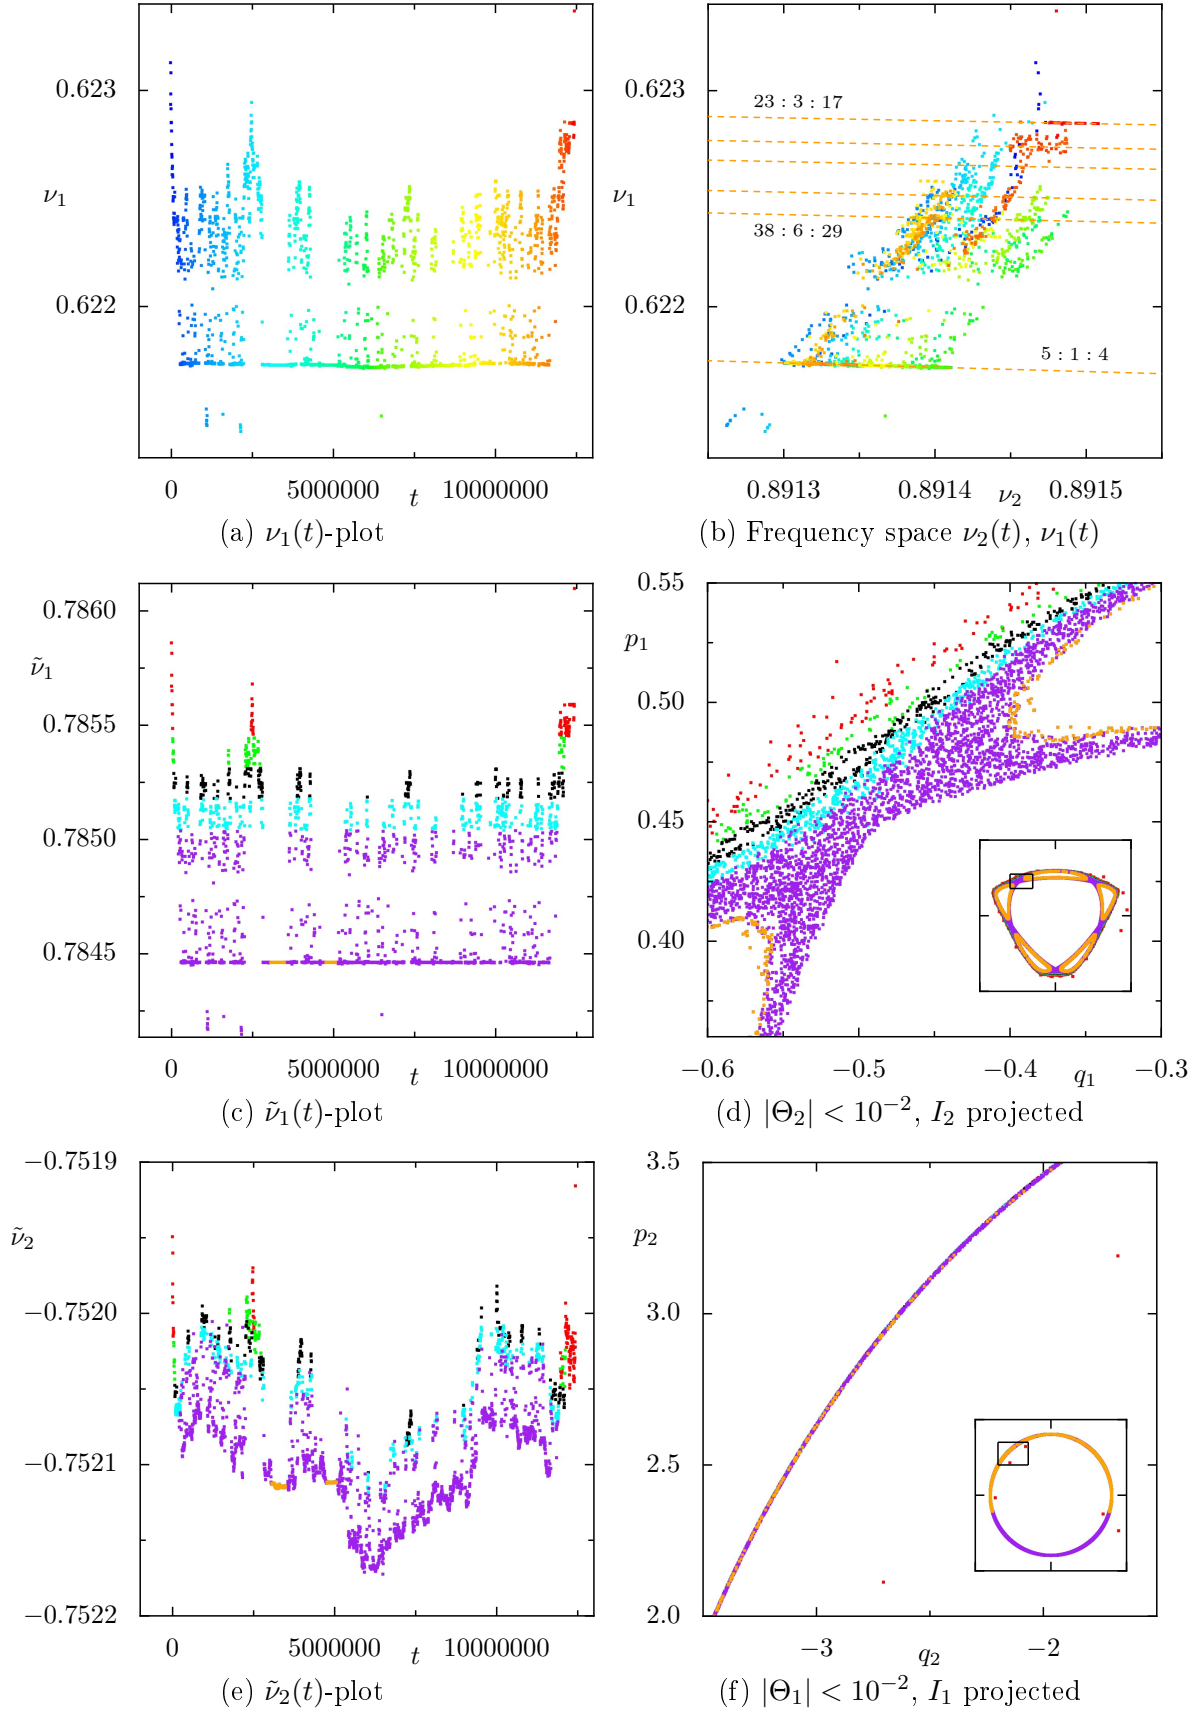 0.623
ν₁
0.622
0 5000000 t 10000000
(a) ν₁(t)-plot
0.623
23 : 3 : 17
ν₁
38 : 6 : 29
0.622
5 : 1 : 4
0.8913 0.8914 ν₂ 0.8915
(b) Frequency space ν₂(t), ν₁(t)
0.7860
ν̃₁
0.7855
0.7850
0.7845
0 5000000 t 10000000
(c) ν̃₁(t)-plot
0.55
p₁
0.50
0.45
0.40
−0.6 −0.5 −0.4 q₁ −0.3
(d) |Θ₂| < 10⁻², I₂ projected
−0.7519
ν̃₂
−0.7520
−0.7521
−0.7522
0 5000000 t 10000000
(e) ν̃₂(t)-plot
3.5
p₂
3.0
2.5
2.0
−3 q₂ −2
(f) |Θ₁| < 10⁻², I₁ projected